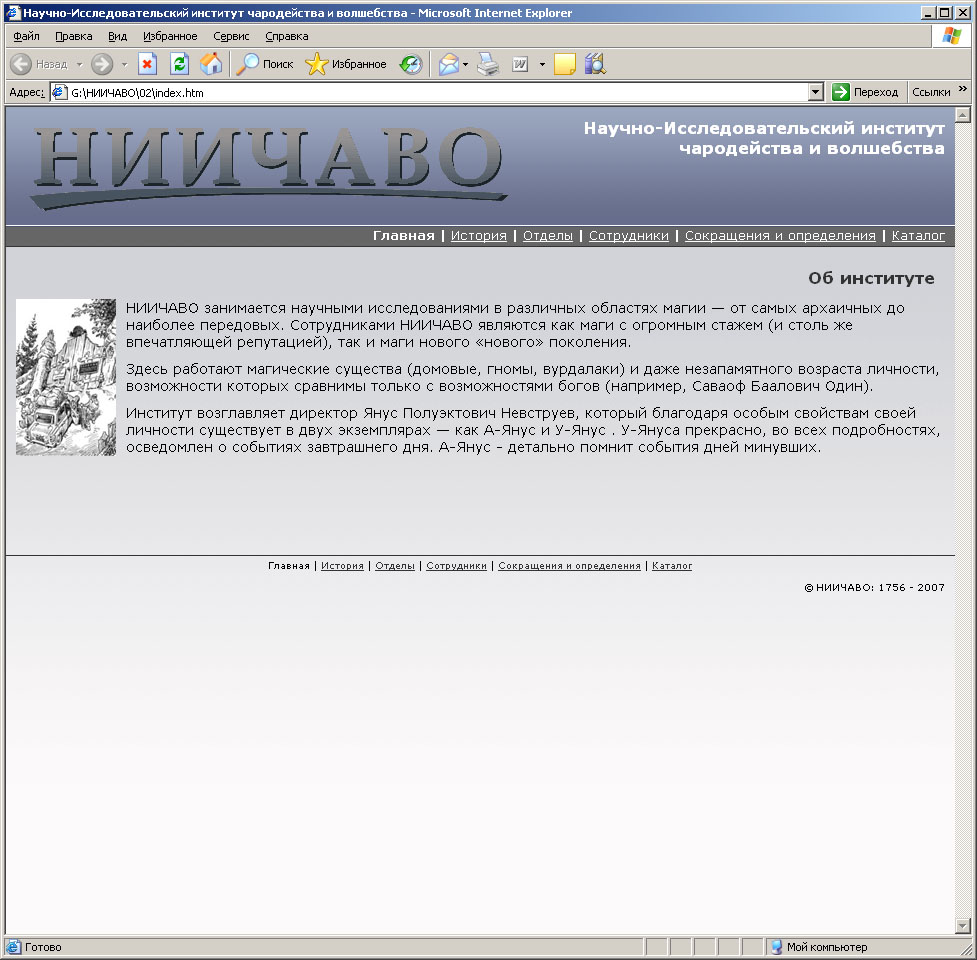 Научно-Исследовательский институт чародейства и волшебства - Microsoft Internet Explorer
Файл Правка Вид Избранное Сервис Справка
Назад Поиск Избранное
Адрес: G:\НИИЧАВО\02\index.htm Переход Ссылки »
НИИЧАВО
Научно-Исследовательский институт
чародейства и волшебства
Главная | История | Отделы | Сотрудники | Сокращения и определения | Каталог
Об институте
НИИЧАВО занимается научными исследованиями в различных областях магии — от самых архаичных до
наиболее передовых. Сотрудниками НИИЧАВО являются как маги с огромным стажем (и столь же
впечатляющей репутацией), так и маги нового «нового» поколения.
Здесь работают магические существа (домовые, гномы, вурдалаки) и даже незапамятного возраста личности,
возможности которых сравнимы только с возможностями богов (например, Саваоф Баалович Один).
Институт возглавляет директор Янус Полуэктович Невструев, который благодаря особым свойствам своей
личности существует в двух экземплярах — как А-Янус и У-Янус . У-Януса прекрасно, во всех подробностях,
осведомлен о событиях завтрашнего дня. А-Янус - детально помнит события дней минувших.
Главная | История | Отделы | Сотрудники | Сокращения и определения | Каталог
© НИИЧАВО: 1756 - 2007
Готово Мой компьютер